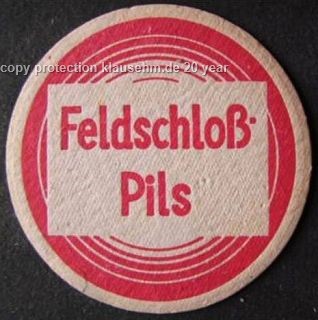 copy protection klausehm.de 20 year
Feldschloß-
Pils